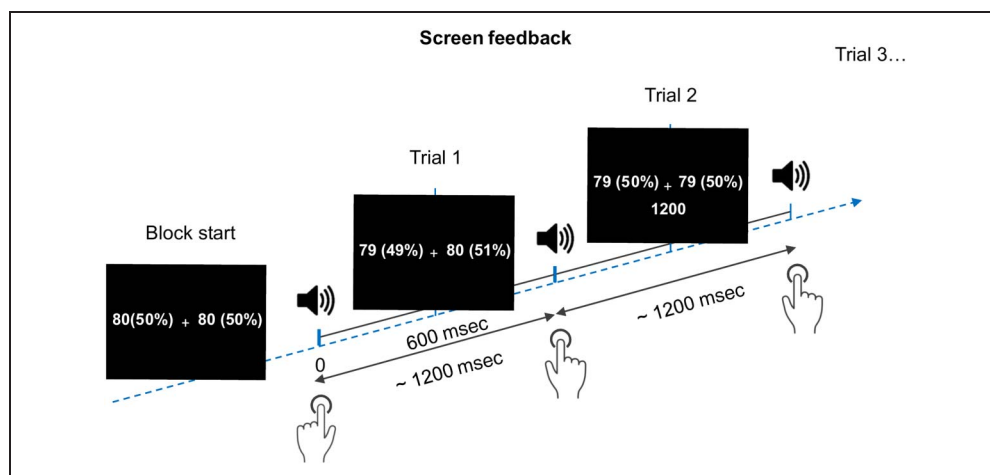 Screen feedback
Trial 3...
Trial 2
79 (50%) + 79 (50%)
1200
Trial 1
79 (49%) + 80 (51%)
Block start
80(50%) + 80 (50%)
0
600 msec
~ 1200 msec
~ 1200 msec